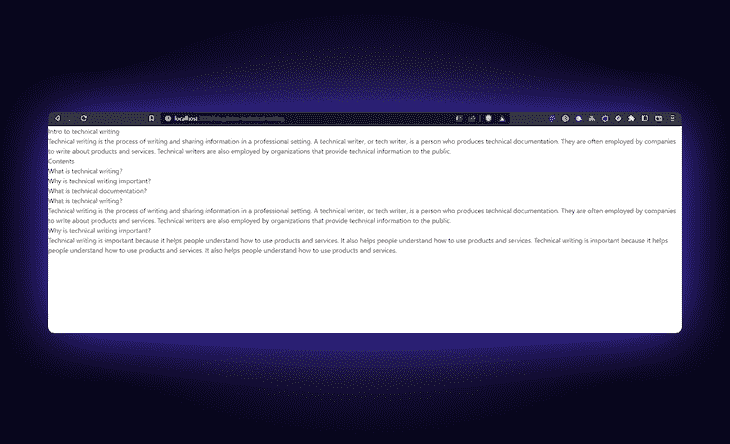 localhost
Intro to technical writing
Technical writing is the process of writing and sharing information in a professional setting. A technical writer, or tech writer, is a person who produces technical documentation. They are often employed by companies
to write about products and services. Technical writers are also employed by organizations that provide technical information to the public.
Contents
What is technical writing?
Why is technical writing important?
What is technical documentation?
What is technical writing?
Technical writing is the process of writing and sharing information in a professional setting. A technical writer, or tech writer, is a person who produces technical documentation. They are often employed by companies
to write about products and services. Technical writers are also employed by organizations that provide technical information to the public.
Why is technical writing important?
Technical writing is important because it helps people understand how to use products and services. It also helps people understand how to use products and services. Technical writing is important because it helps
people understand how to use products and services. It also helps people understand how to use products and services.